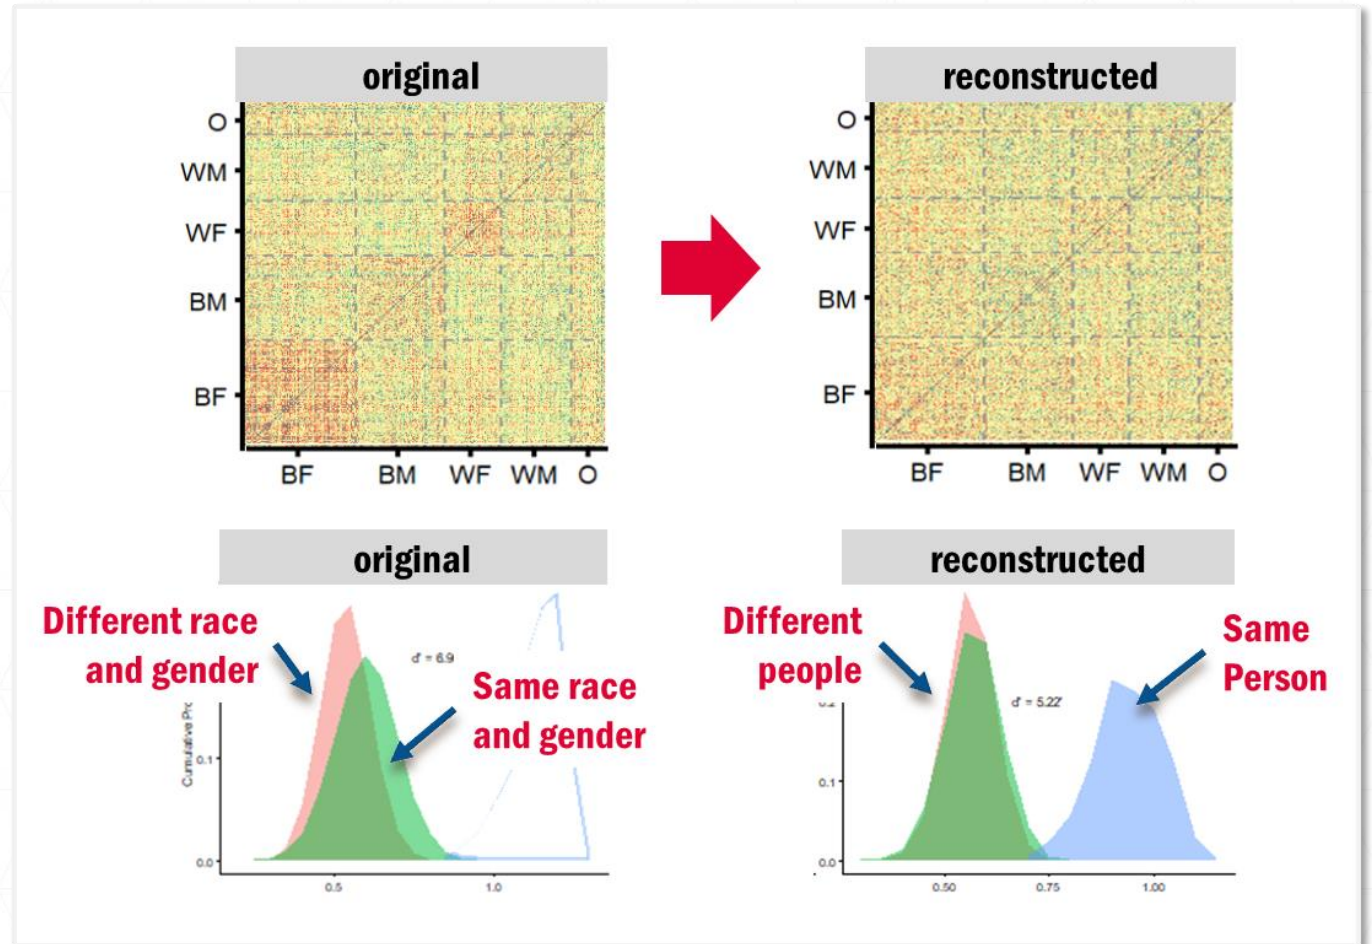 original
reconstructed
O
WM
WF
BM
BF
BF BM WF WM O
O
WM
WF
BM
BF
BF BM WF WM O
original
reconstructed
Different race
and gender
d' = 6.9
Same race
and gender
0.1
0.0
0.5 1.0
Different
people
Same
Person
d' = 5.22'
0.1
0.0
0.50 0.75 1.00